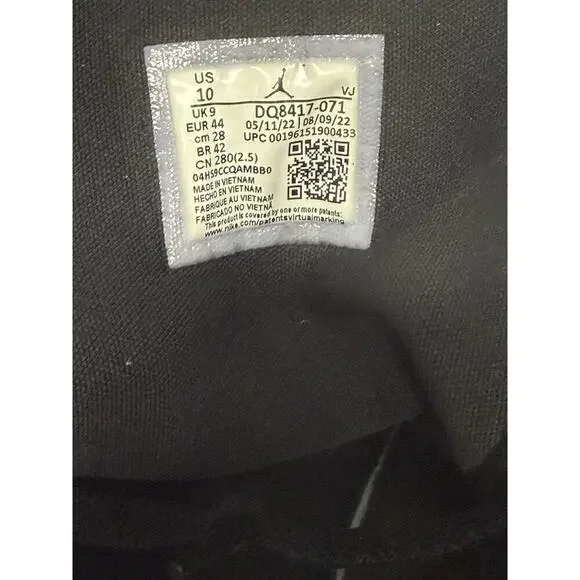 US
10
VJ
UK 9
DQ8417-071
EUR 44
05/11/22 | 08/09/22
cm 28
UPC 00196151900433
BR 42
CN 280(2.5)
04HS9CCQAMBB0
MADE IN VIETNAM
HECHO EN VIETNAM
FABRIQUE AU VIETNAM
FABRICADO NO VIETNÃ
This product is covered by one or more patents:
www.nike.com/patentsvirtualmarking